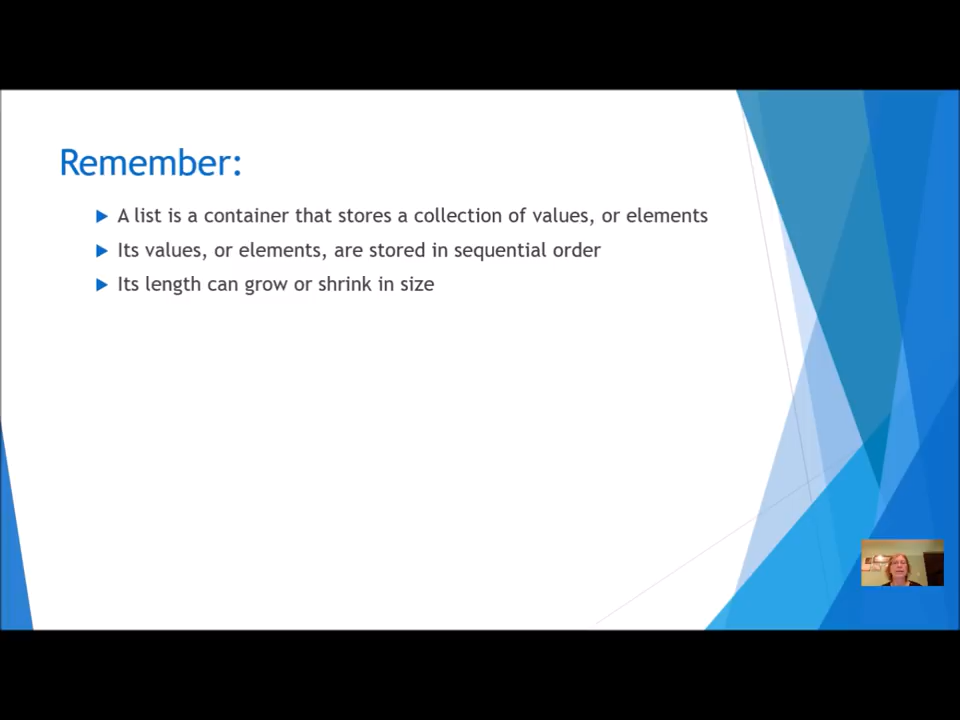 Remember:
A list is a container that stores a collection of values, or elements
Its values, or elements, are stored in sequential order
Its length can grow or shrink in size